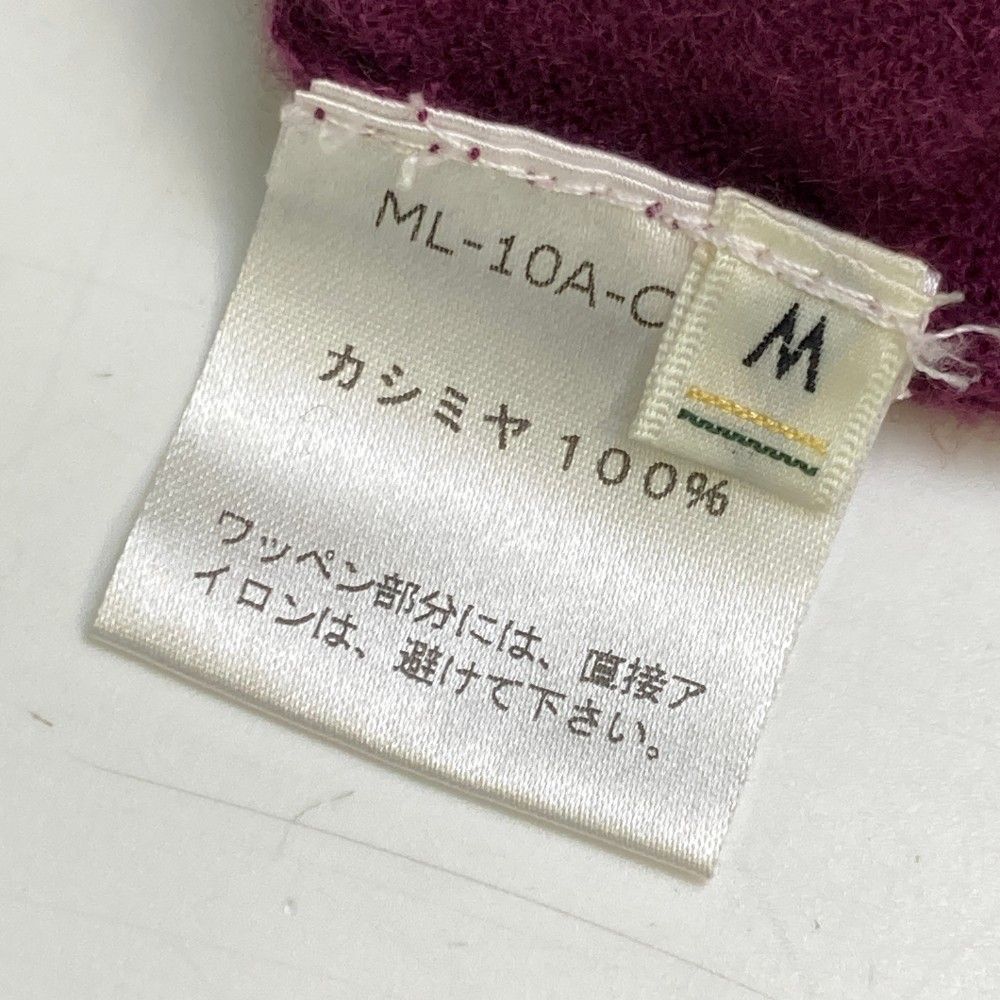 ML-10A-C
M
カシミヤ 100%
ワッペン部分には、直接ア
イロンは、避けて下さい。